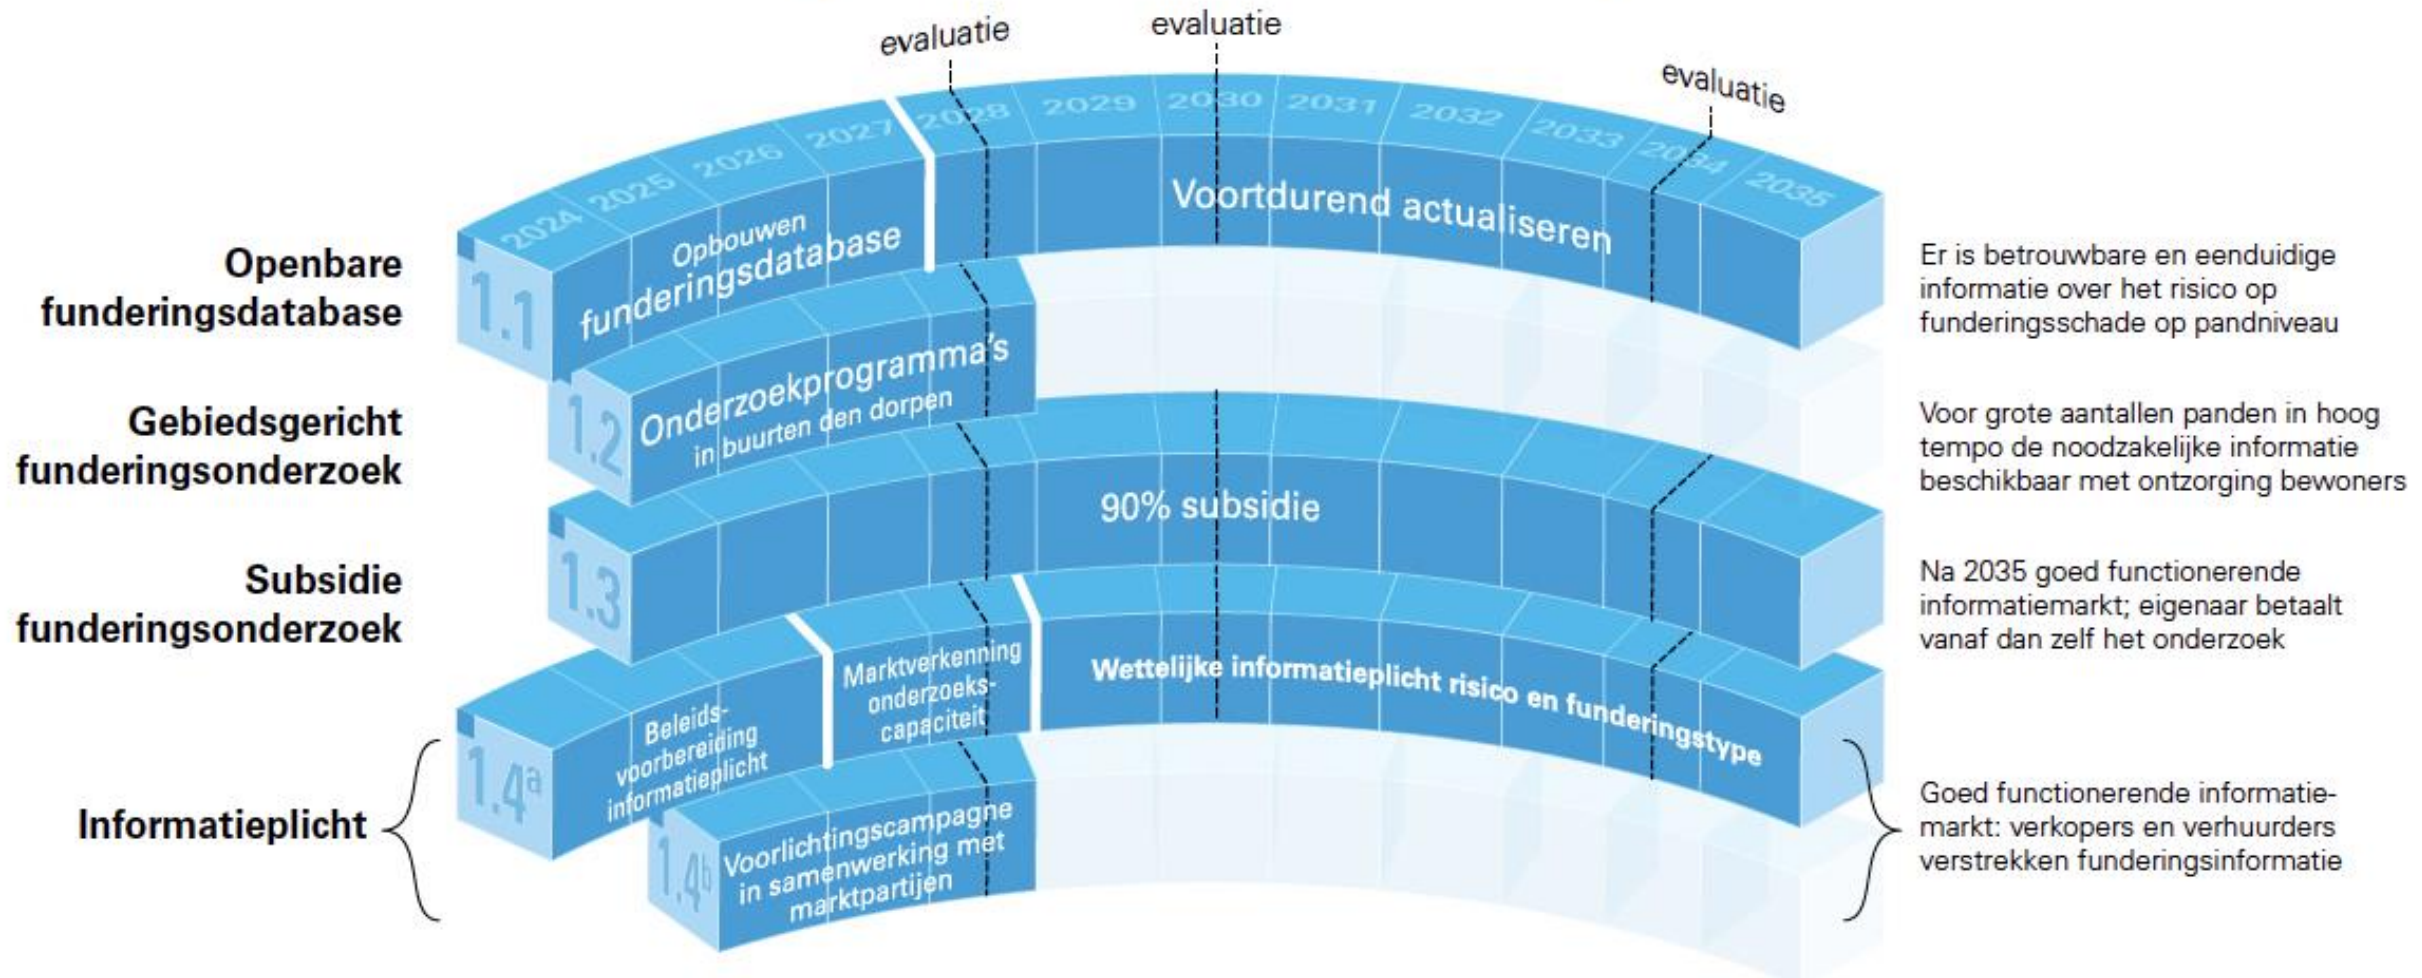 evaluatie
evaluatie
evaluatie
2024
2025
2026
2027
2028
2029
2030
2031
2032
2033
2034
2035
Openbare
funderingsdatabase
1.1
Opbouwen
funderingsdatabase
Voortdurend actualiseren
Er is betrouwbare en eenduidige
informatie over het risico op
funderingsschade op pandniveau
Gebiedsgericht
funderingsonderzoek
1.2
Onderzoekprogramma's
in buurten den dorpen
Voor grote aantallen panden in hoog
tempo de noodzakelijke informatie
beschikbaar met ontzorging bewoners
Subsidie
funderingsonderzoek
1.3
90% subsidie
Na 2035 goed functionerende
informatiemarkt; eigenaar betaalt
vanaf dan zelf het onderzoek
Informatieplicht
1.4a
Beleids-
voorbereiding
informatieplicht
Marktverkenning
onderzoeks-
capaciteit
Wettelijke informatieplicht risico en funderingstype
1.4b
Voorlichtingscampagne
in samenwerking met
marktpartijen
Goed functionerende informatie-
markt: verkopers en verhuurders
verstrekken funderingsinformatie